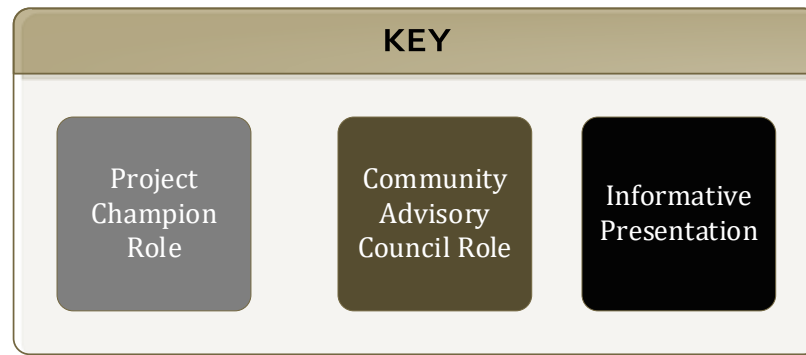 KEY
Project
Champion
Role
Community
Advisory
Council Role
Informative
Presentation